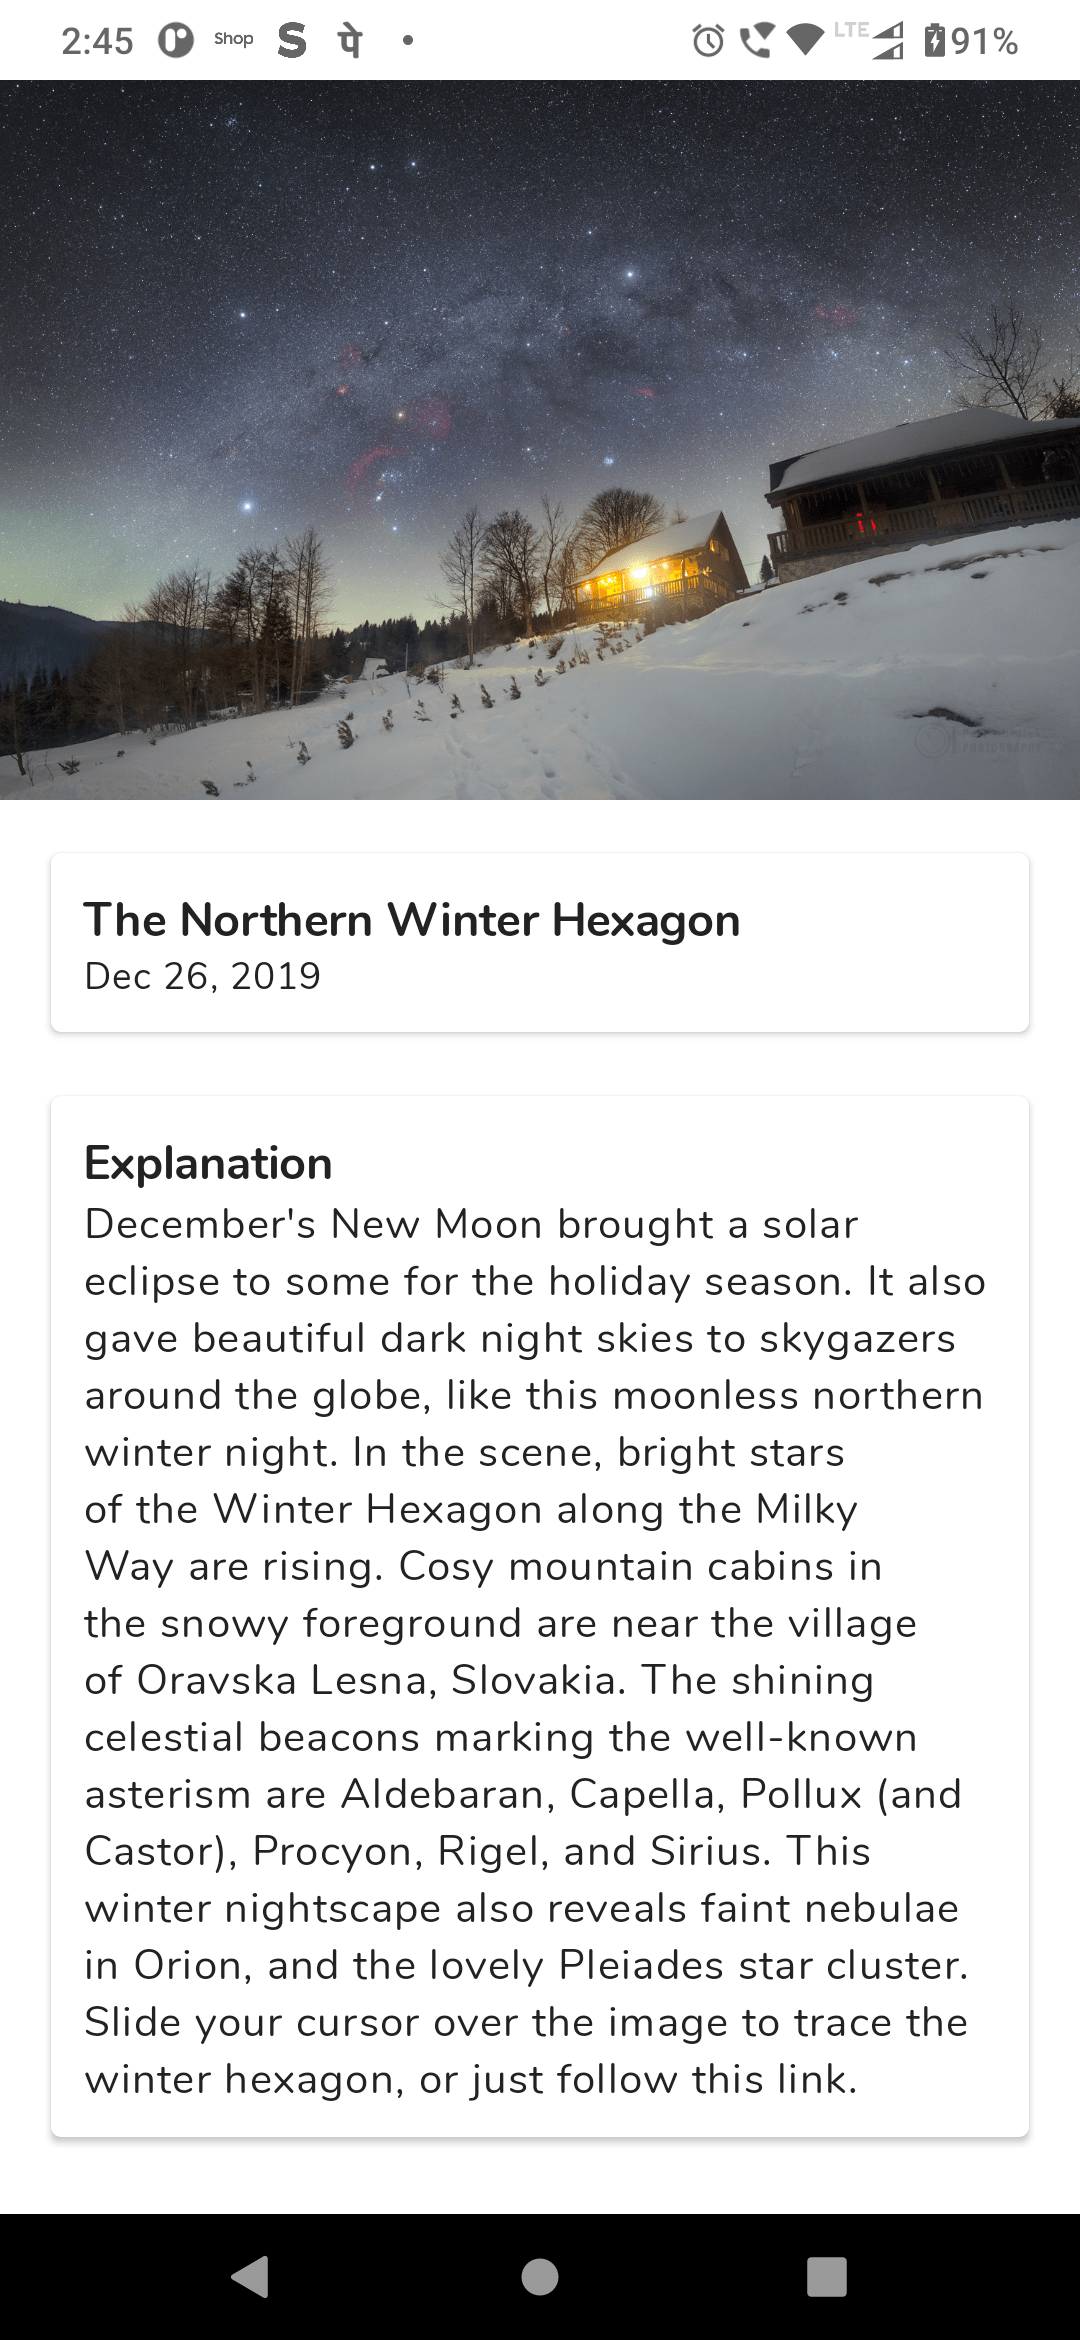 2:45 Shop S पे LTE 91%
PHOTOGRAPHY
The Northern Winter Hexagon
Dec 26, 2019
Explanation
December's New Moon brought a solar
eclipse to some for the holiday season. It also
gave beautiful dark night skies to skygazers
around the globe, like this moonless northern
winter night. In the scene, bright stars
of the Winter Hexagon along the Milky
Way are rising. Cosy mountain cabins in
the snowy foreground are near the village
of Oravska Lesna, Slovakia. The shining
celestial beacons marking the well-known
asterism are Aldebaran, Capella, Pollux (and
Castor), Procyon, Rigel, and Sirius. This
winter nightscape also reveals faint nebulae
in Orion, and the lovely Pleiades star cluster.
Slide your cursor over the image to trace the
winter hexagon, or just follow this link.